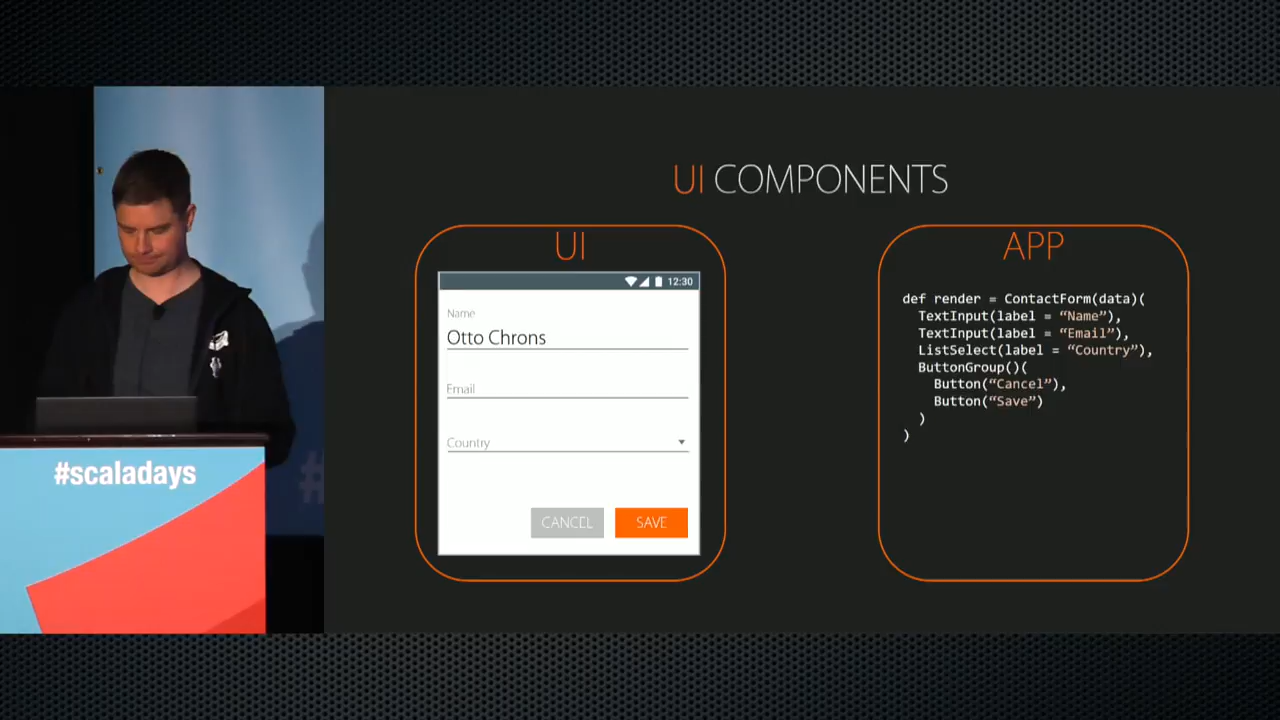 UI COMPONENTS
UI
12:30
Name
Otto Chrons
Email
Country
CANCEL
SAVE
APP
def render = ContactForm(data)(
TextInput(label = “Name”),
TextInput(label = “Email”),
ListSelect(label = “Country”),
ButtonGroup()(
Button(“Cancel”),
Button(“Save”)
)
)
#scaladays
#